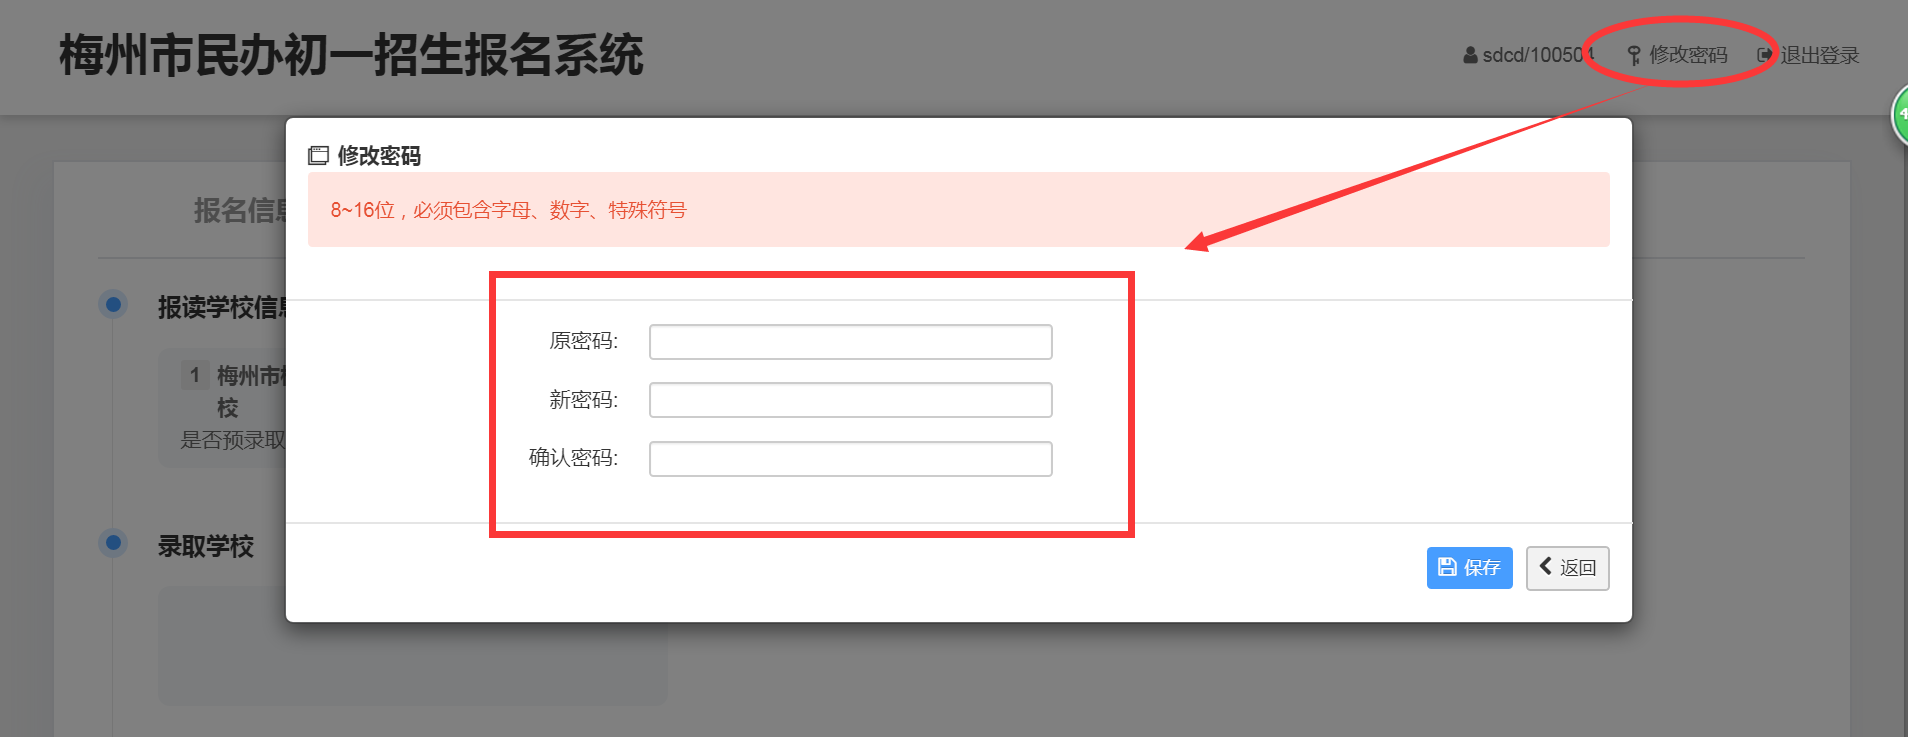 梅州市民办初一招生报名系统
sdcd/100504 修改密码 退出登录
修改密码
8~16位，必须包含字母、数字、特殊符号
报名信息
报读学校信息
1 梅州市
校
是否预录取
原密码:
新密码:
确认密码:
录取学校
保存 返回